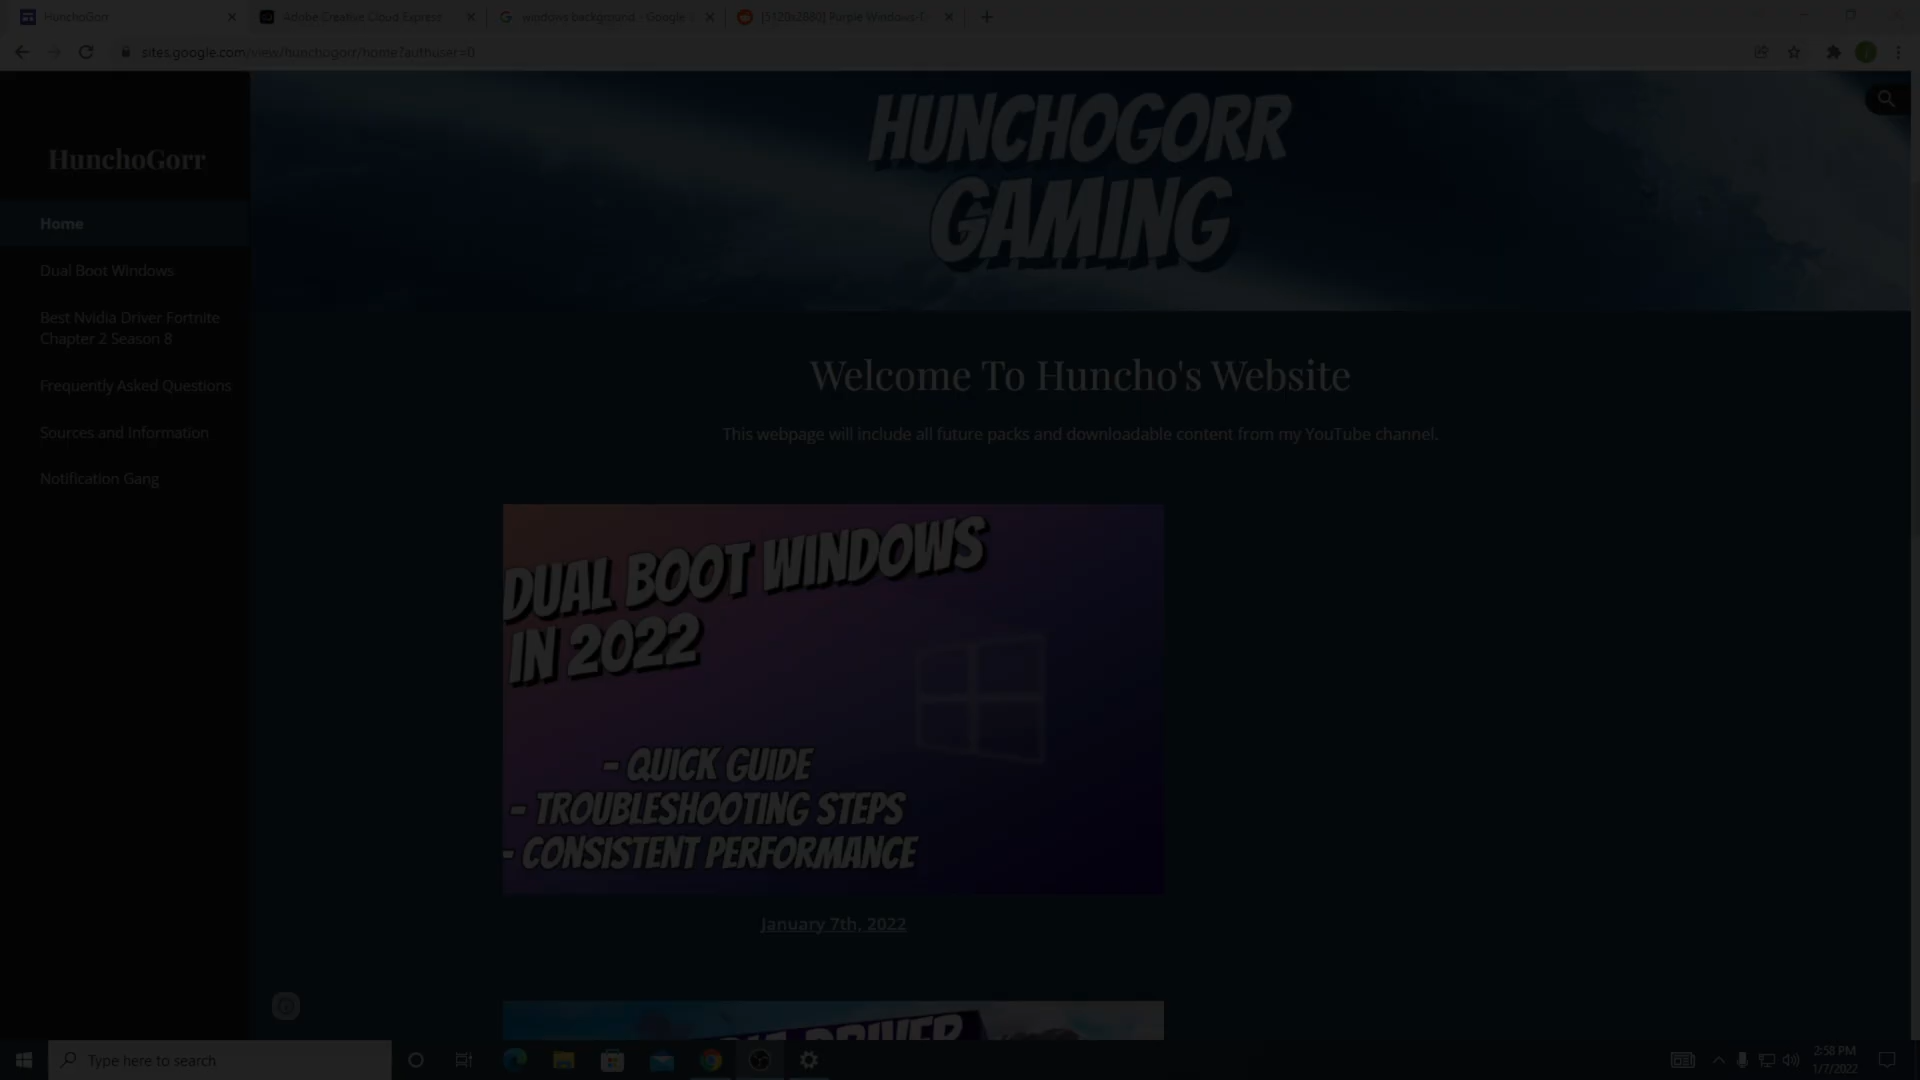 HunchoGorr
Adobe Creative Cloud Express
windows background - Google
[5120x2880] Purple Windows
sites.google.com/view/hunchogorr/home?authuser=0
HunchoGorr
Home
Dual Boot Windows
Best Nvidia Driver Fortnite
Chapter 2 Season 8
Frequently Asked Questions
Sources and Information
Notification Gang
HUNCHOGORR
GAMING
Welcome To Huncho's Website
This webpage will include all future packs and downloadable content from my YouTube channel.
DUAL BOOT WINDOWS
IN 2022
- QUICK GUIDE
- TROUBLESHOOTING STEPS
- CONSISTENT PERFORMANCE
January 7th, 2022
DRIVER
Type here to search
2:58 PM
1/7/2022